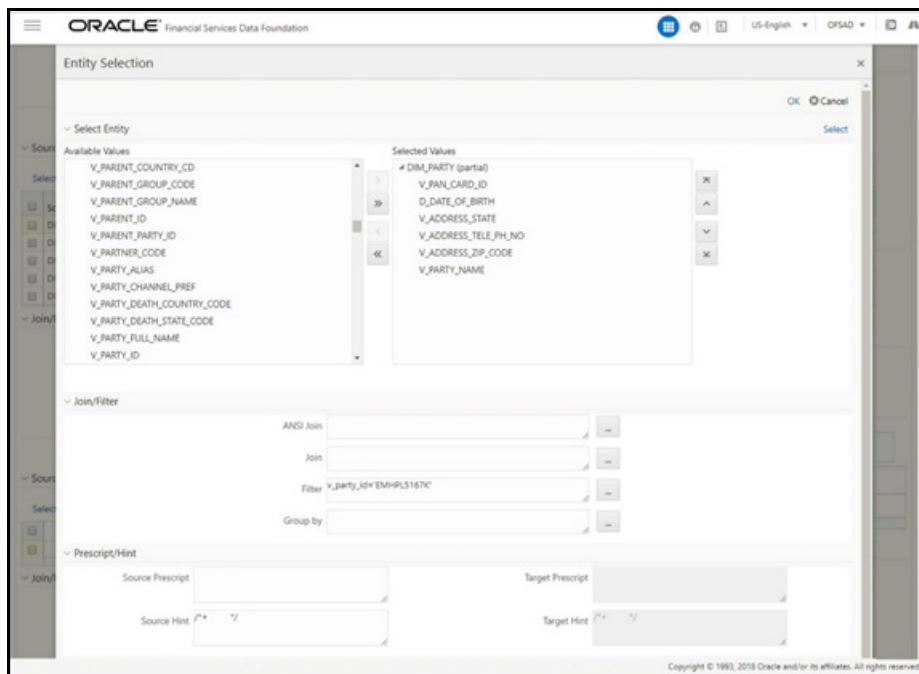 ORACLE Financial Services Data Foundation US-English OFSAD
Entity Selection
OK Cancel
Select Entity Select
Available Values Selected Values
V_PARENT_COUNTRY_CD DIM_PARTY (partial)
V_PARENT_GROUP_CODE V_PAN_CARD_ID
V_PARENT_GROUP_NAME D_DATE_OF_BIRTH
V_PARENT_ID V_ADDRESS_STATE
V_PARENT_PARTY_ID V_ADDRESS_TELE_PH_NO
V_PARTNER_CODE V_ADDRESS_ZIP_CODE
V_PARTY_ALIAS V_PARTY_NAME
V_PARTY_CHANNEL_PREF
V_PARTY_DEATH_COUNTRY_CODE
V_PARTY_DEATH_STATE_CODE
V_PARTY_FULL_NAME
V_PARTY_ID
Join/Filter
ANSI Join
Join
Filter v_party_id='EMHPL5167K'
Group by
Prescript/Hint
Source Prescript Target Prescript
Source Hint /*+ */ Target Hint /*+ */
Copyright © 1993, 2018 Oracle and/or its affiliates. All rights reserved